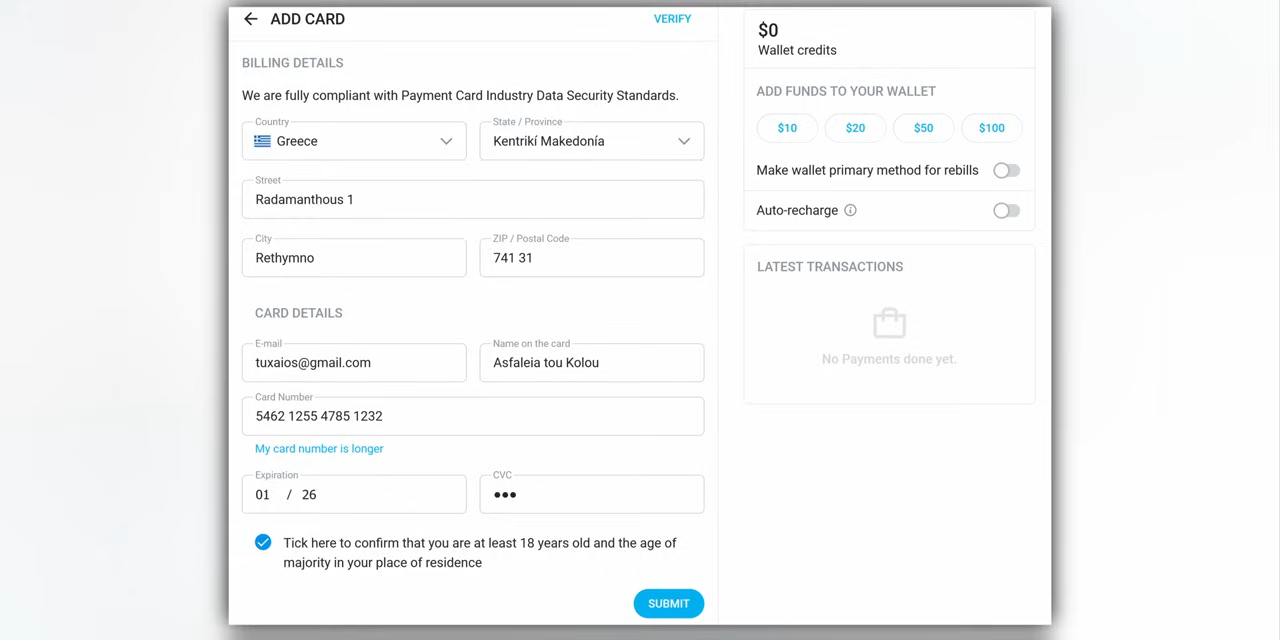 ADD CARD
VERIFY
BILLING DETAILS
We are fully compliant with Payment Card Industry Data Security Standards.
Country
Greece
State / Province
Kentrikí Makedonía
Street
Radamanthous 1
City
Rethymno
ZIP / Postal Code
741 31
CARD DETAILS
E-mail
tuxaios@gmail.com
Name on the card
Asfaleia tou Kolou
Card Number
5462 1255 4785 1232
My card number is longer
Expiration
01 / 26
CVC
•••
Tick here to confirm that you are at least 18 years old and the age of
majority in your place of residence
SUBMIT
$0
Wallet credits
ADD FUNDS TO YOUR WALLET
$10 $20 $50 $100
Make wallet primary method for rebills
Auto-recharge
LATEST TRANSACTIONS
No Payments done yet.